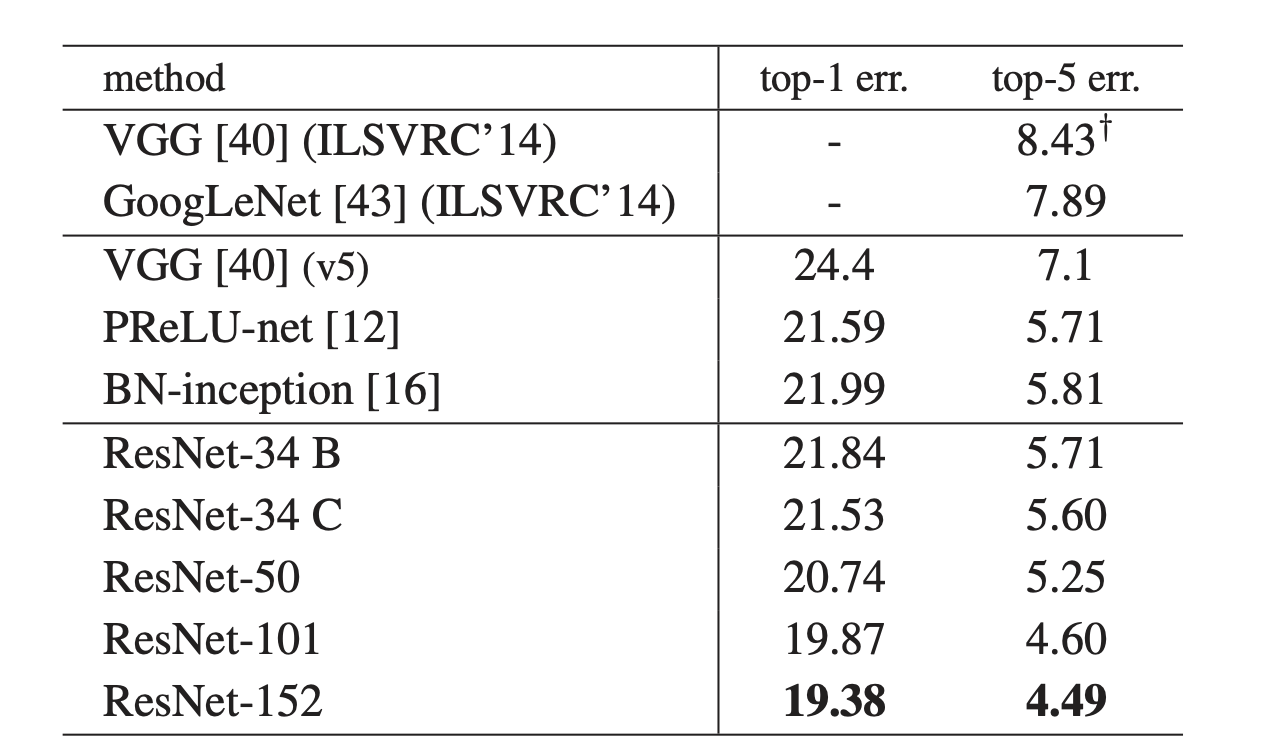 method top-1 err. top-5 err.
VGG [40] (ILSVRC’14) - 8.43†
GoogLeNet [43] (ILSVRC’14) - 7.89
VGG [40] (v5) 24.4 7.1
PReLU-net [12] 21.59 5.71
BN-inception [16] 21.99 5.81
ResNet-34 B 21.84 5.71
ResNet-34 C 21.53 5.60
ResNet-50 20.74 5.25
ResNet-101 19.87 4.60
ResNet-152 19.38 4.49